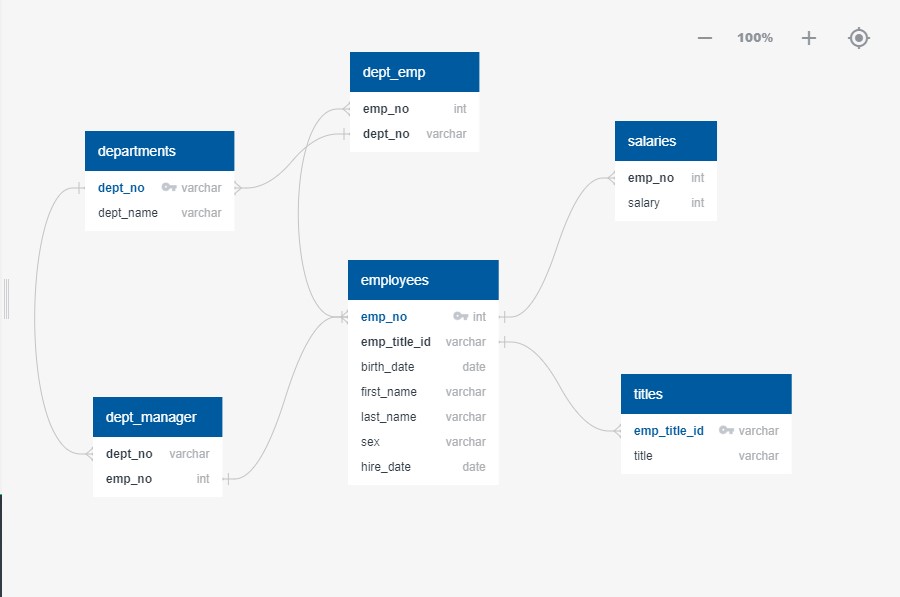 100%
dept_emp
emp_no int
dept_no varchar
departments
dept_no varchar
dept_name varchar
salaries
emp_no int
salary int
employees
emp_no int
emp_title_id varchar
birth_date date
first_name varchar
last_name varchar
sex varchar
hire_date date
titles
emp_title_id varchar
title varchar
dept_manager
dept_no varchar
emp_no int